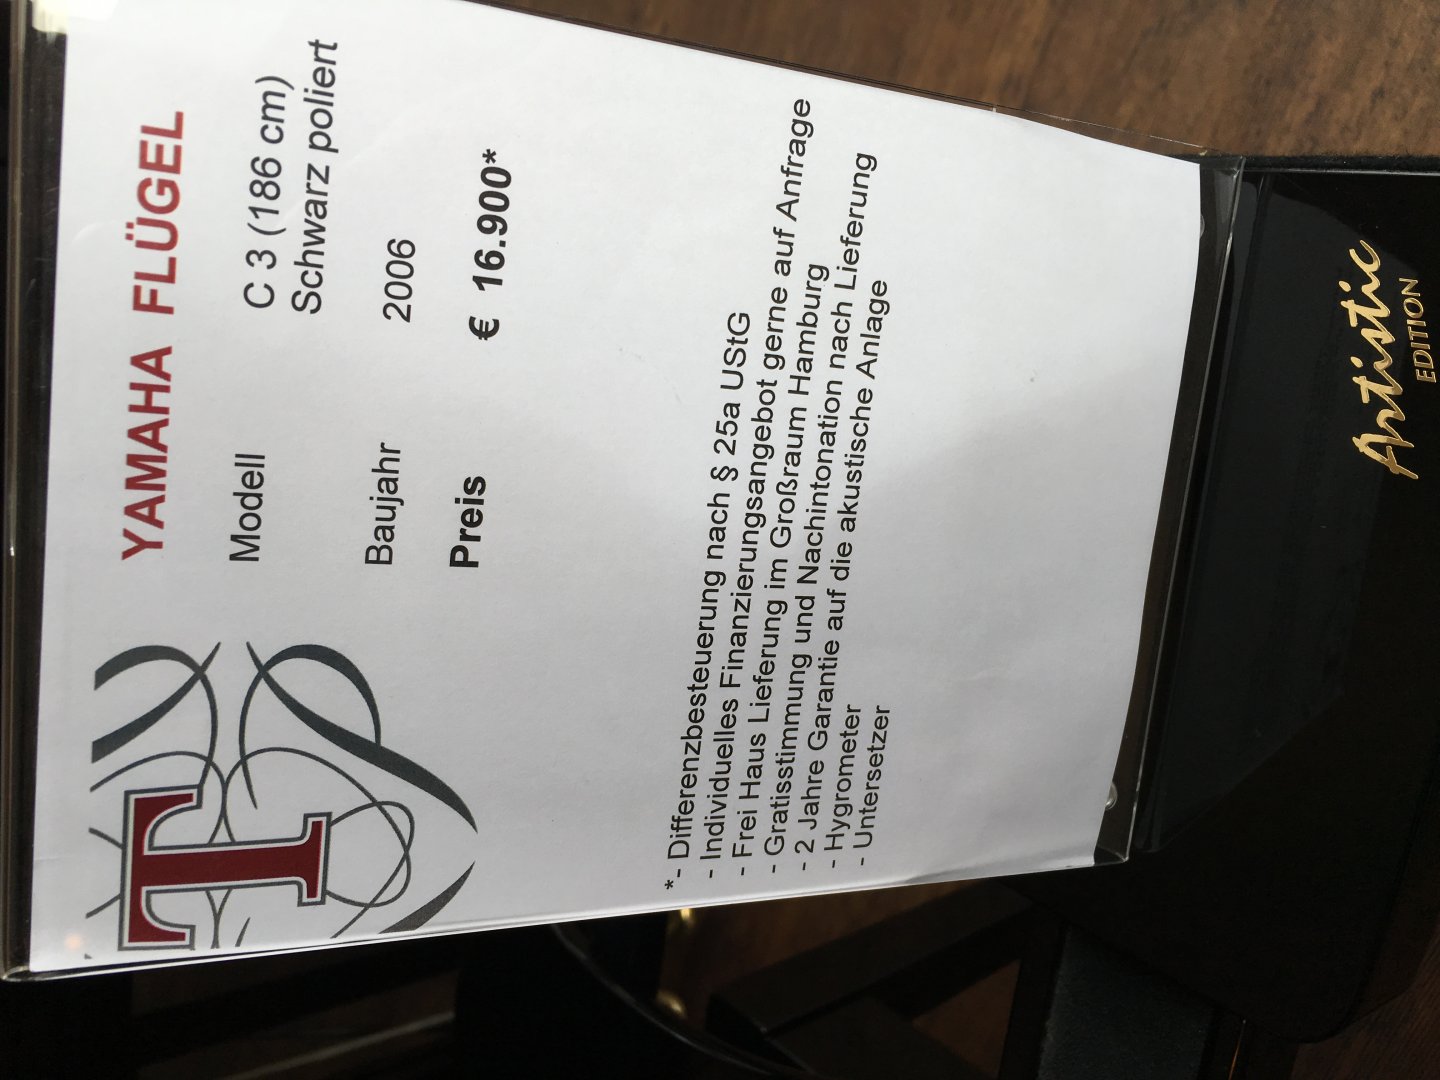 T
YAMAHA FLÜGEL
Modell C 3 (186 cm)
Schwarz poliert
Baujahr 2006
Preis € 16.900*
*- Differenzbesteuerung nach § 25a UStG
- Individuelles Finanzierungsangebot gerne auf Anfrage
- Frei Haus Lieferung im Großraum Hamburg
- Gratisstimmung und Nachintonation nach Lieferung
- 2 Jahre Garantie auf die akustische Anlage
- Hygrometer
- Untersetzer
Artistic
EDITION